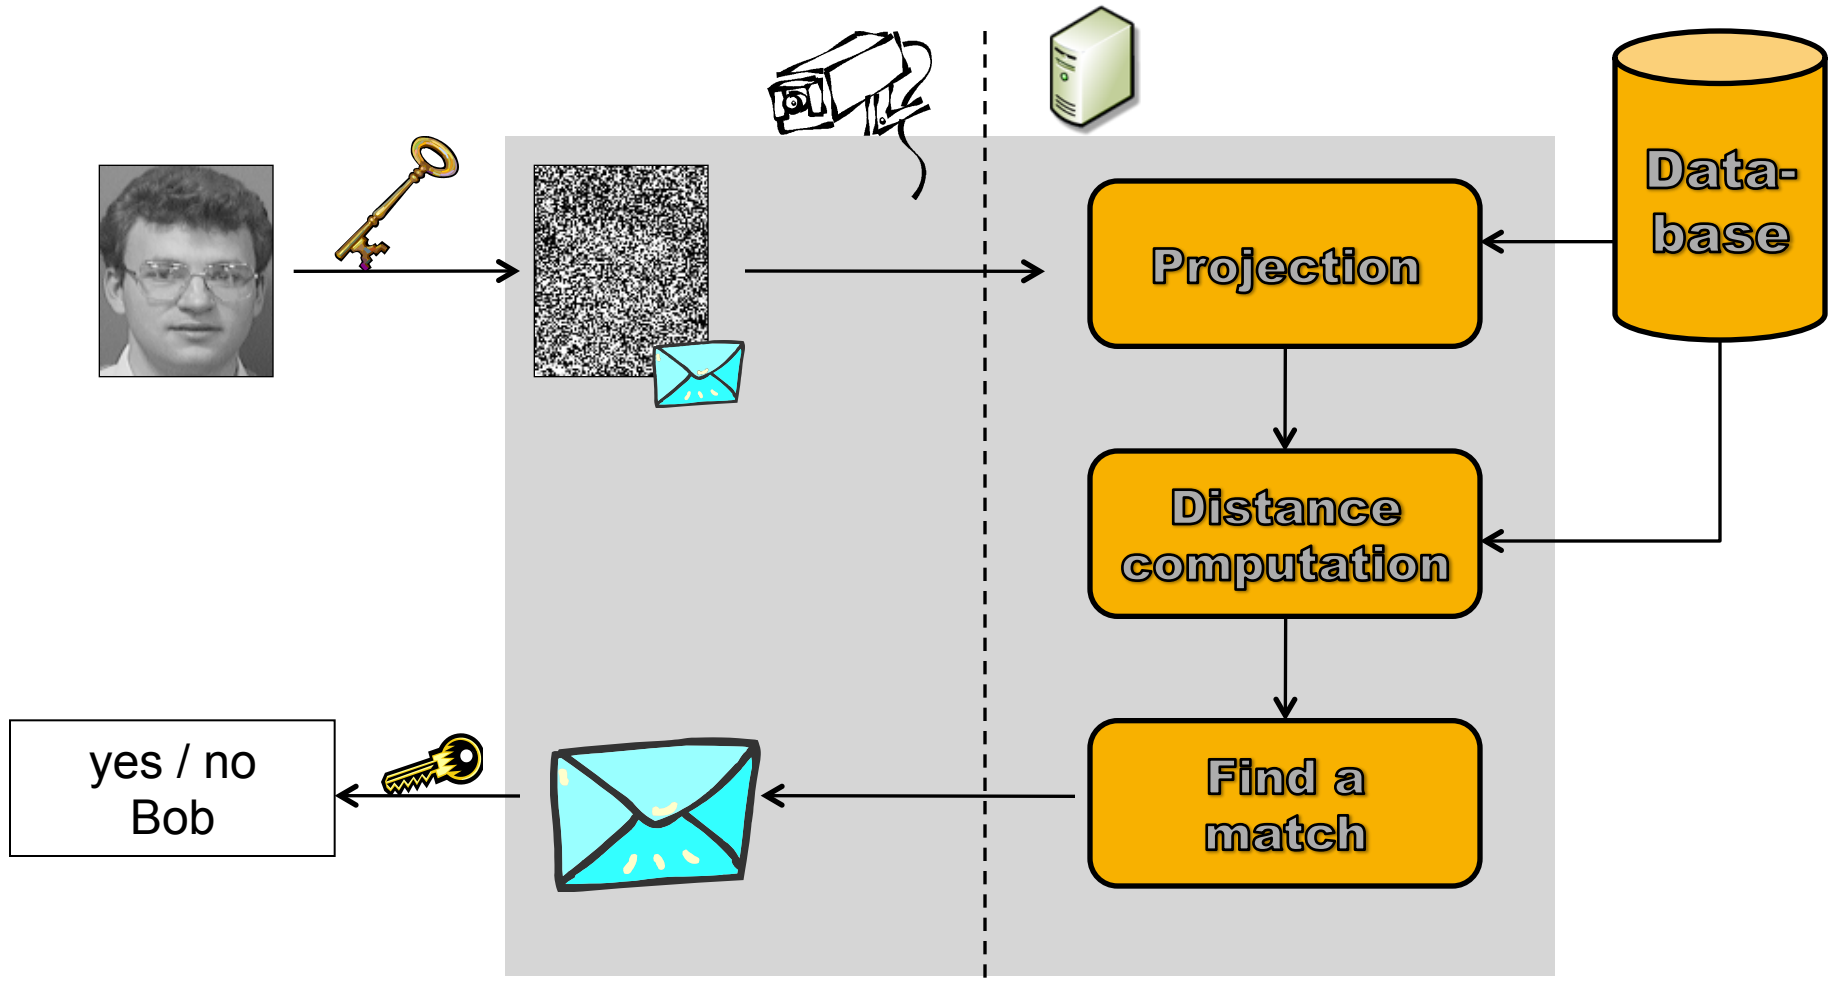 Data-
base
Projection
Distance
computation
Find a
match
yes / no
Bob